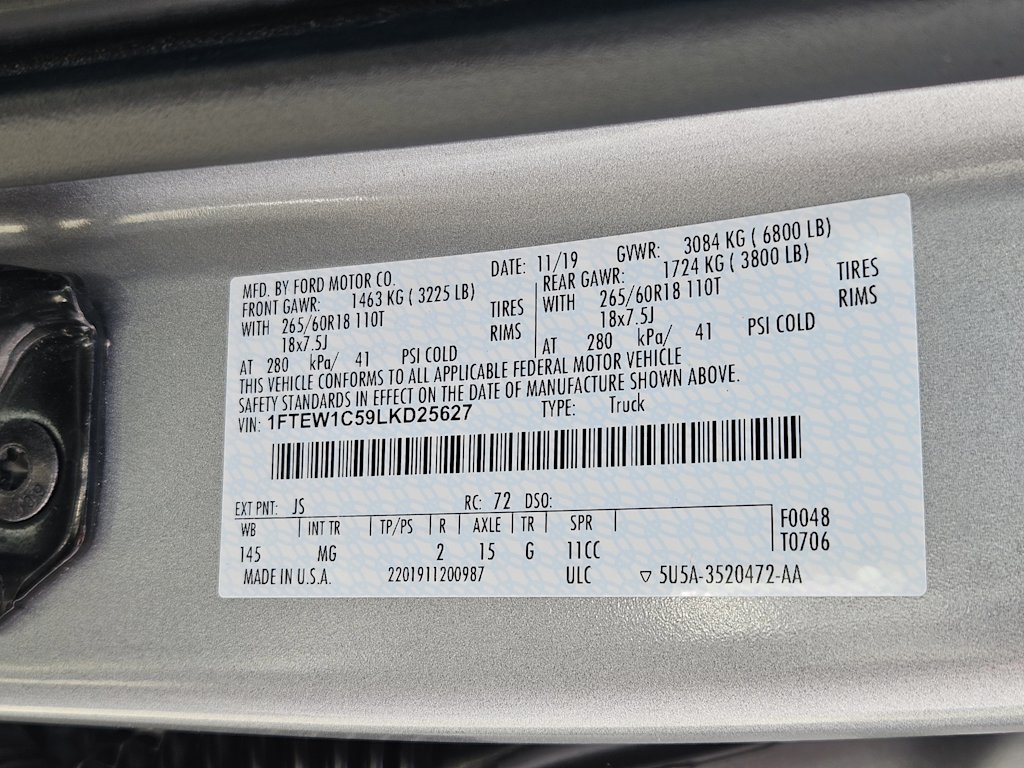 MFD. BY FORD MOTOR CO. DATE: 11/19 GVWR: 3084 KG ( 6800 LB)
FRONT GAWR: 1463 KG ( 3225 LB) REAR GAWR: 1724 KG ( 3800 LB)
WITH 265/60R18 110T TIRES WITH 265/60R18 110T TIRES
18x7.5J RIMS 18x7.5J RIMS
AT 280 kPa/ 41 PSI COLD AT 280 kPa/ 41 PSI COLD
THIS VEHICLE CONFORMS TO ALL APPLICABLE FEDERAL MOTOR VEHICLE
SAFETY STANDARDS IN EFFECT ON THE DATE OF MANUFACTURE SHOWN ABOVE.
VIN: 1FTEW1C59LKD25627 TYPE: Truck
EXT PNT: JS RC: 72 DSO:
WB INT TR TP/PS R AXLE TR SPR F0048
145 MG 2 15 G 11CC T0706
MADE IN U.S.A. 2201911200987 ULC ▽ 5U5A-3520472-AA